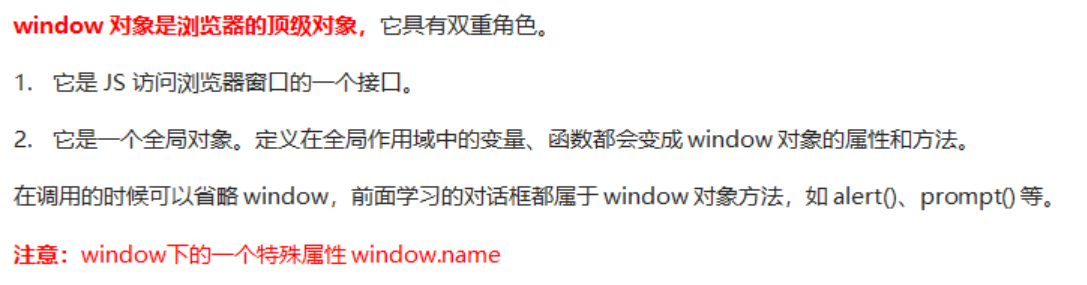 window 对象是浏览器的顶级对象，它具有双重角色。
1. 它是 JS 访问浏览器窗口的一个接口。
2. 它是一个全局对象。定义在全局作用域中的变量、函数都会变成 window 对象的属性和方法。
在调用的时候可以省略 window，前面学习的对话框都属于 window 对象方法，如 alert()、prompt() 等。
注意：window下的一个特殊属性 window.name